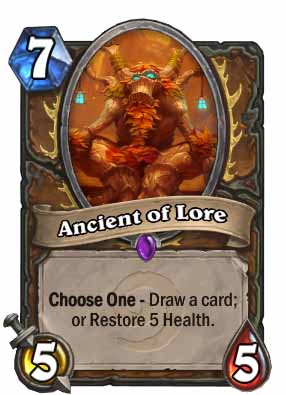 7
Ancient of Lore
Choose One - Draw a card;
or Restore 5 Health.
5 5